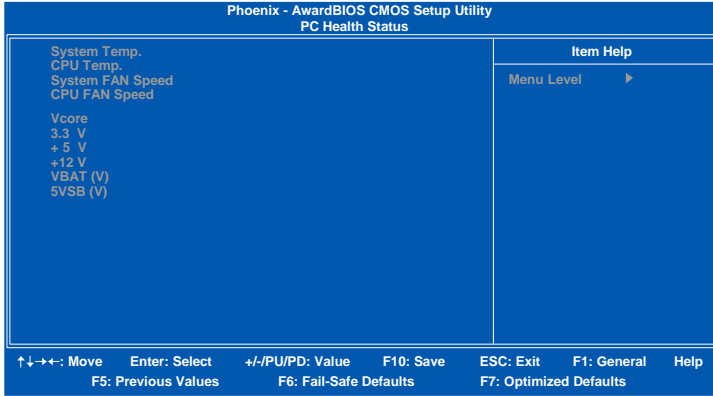 Phoenix - AwardBIOS CMOS Setup Utility
PC Health Status
System Temp.
CPU Temp.
System FAN Speed
CPU FAN Speed
Vcore
3.3 V
+ 5 V
+12 V
VBAT (V)
5VSB (V)
Item Help
Menu Level ▶
↑↓→←: Move Enter: Select +/-/PU/PD: Value F10: Save ESC: Exit F1: General Help
F5: Previous Values F6: Fail-Safe Defaults F7: Optimized Defaults